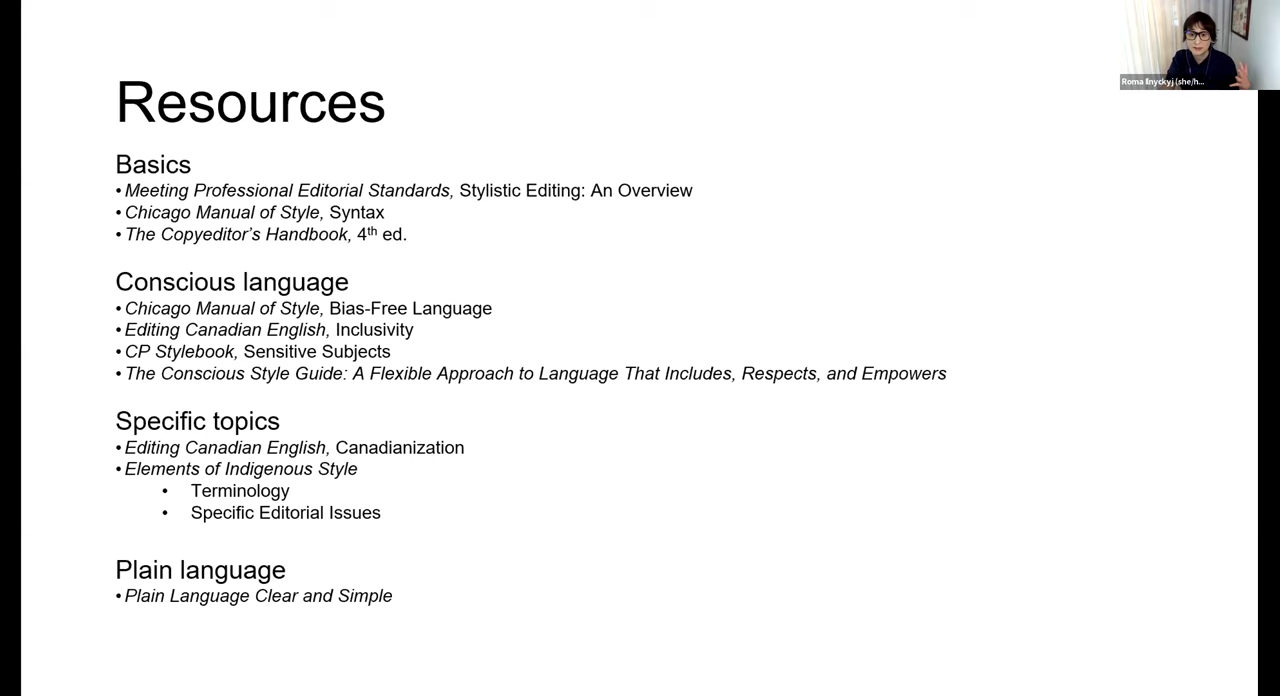 Roma Ilnyckyj (she/h...
Resources
Basics
• Meeting Professional Editorial Standards, Stylistic Editing: An Overview
• Chicago Manual of Style, Syntax
• The Copyeditor’s Handbook, 4th ed.
Conscious language
• Chicago Manual of Style, Bias-Free Language
• Editing Canadian English, Inclusivity
• CP Stylebook, Sensitive Subjects
• The Conscious Style Guide: A Flexible Approach to Language That Includes, Respects, and Empowers
Specific topics
• Editing Canadian English, Canadianization
• Elements of Indigenous Style
• Terminology
• Specific Editorial Issues
Plain language
• Plain Language Clear and Simple